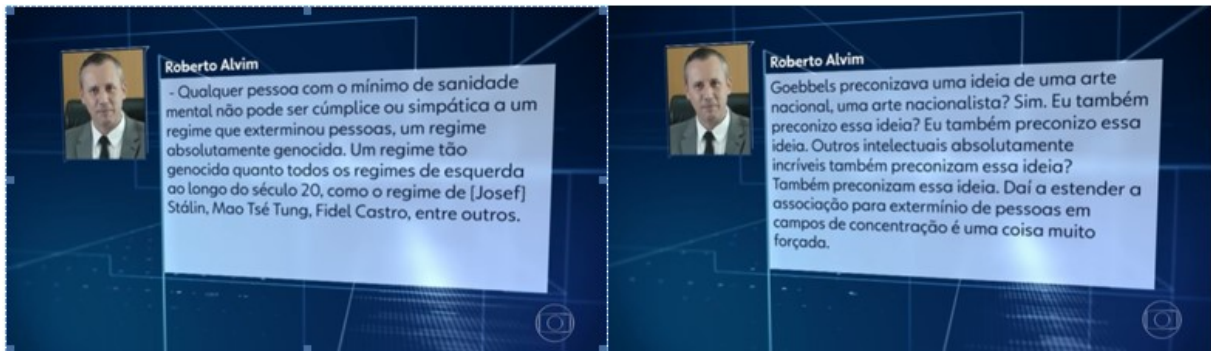 Roberto Alvim
- Qualquer pessoa com o mínimo de sanidade
mental não pode ser cúmplice ou simpática a um
regime que exterminou pessoas, um regime
absolutamente genocida. Um regime tão
genocida quanto todos os regimes de esquerda
ao longo do século 20, como o regime de [Josef]
Stálin, Mao Tsé Tung, Fidel Castro, entre outros.
Roberto Alvim
Goebbels preconizava uma ideia de uma arte
nacional, uma arte nacionalista? Sim. Eu também
preconizo essa ideia? Eu também preconizo essa
ideia. Outros intelectuais absolutamente
incríveis também preconizam essa ideia?
Também preconizam essa ideia. Daí a estender a
associação para extermínio de pessoas em
campos de concentração é uma coisa muito
forçada.